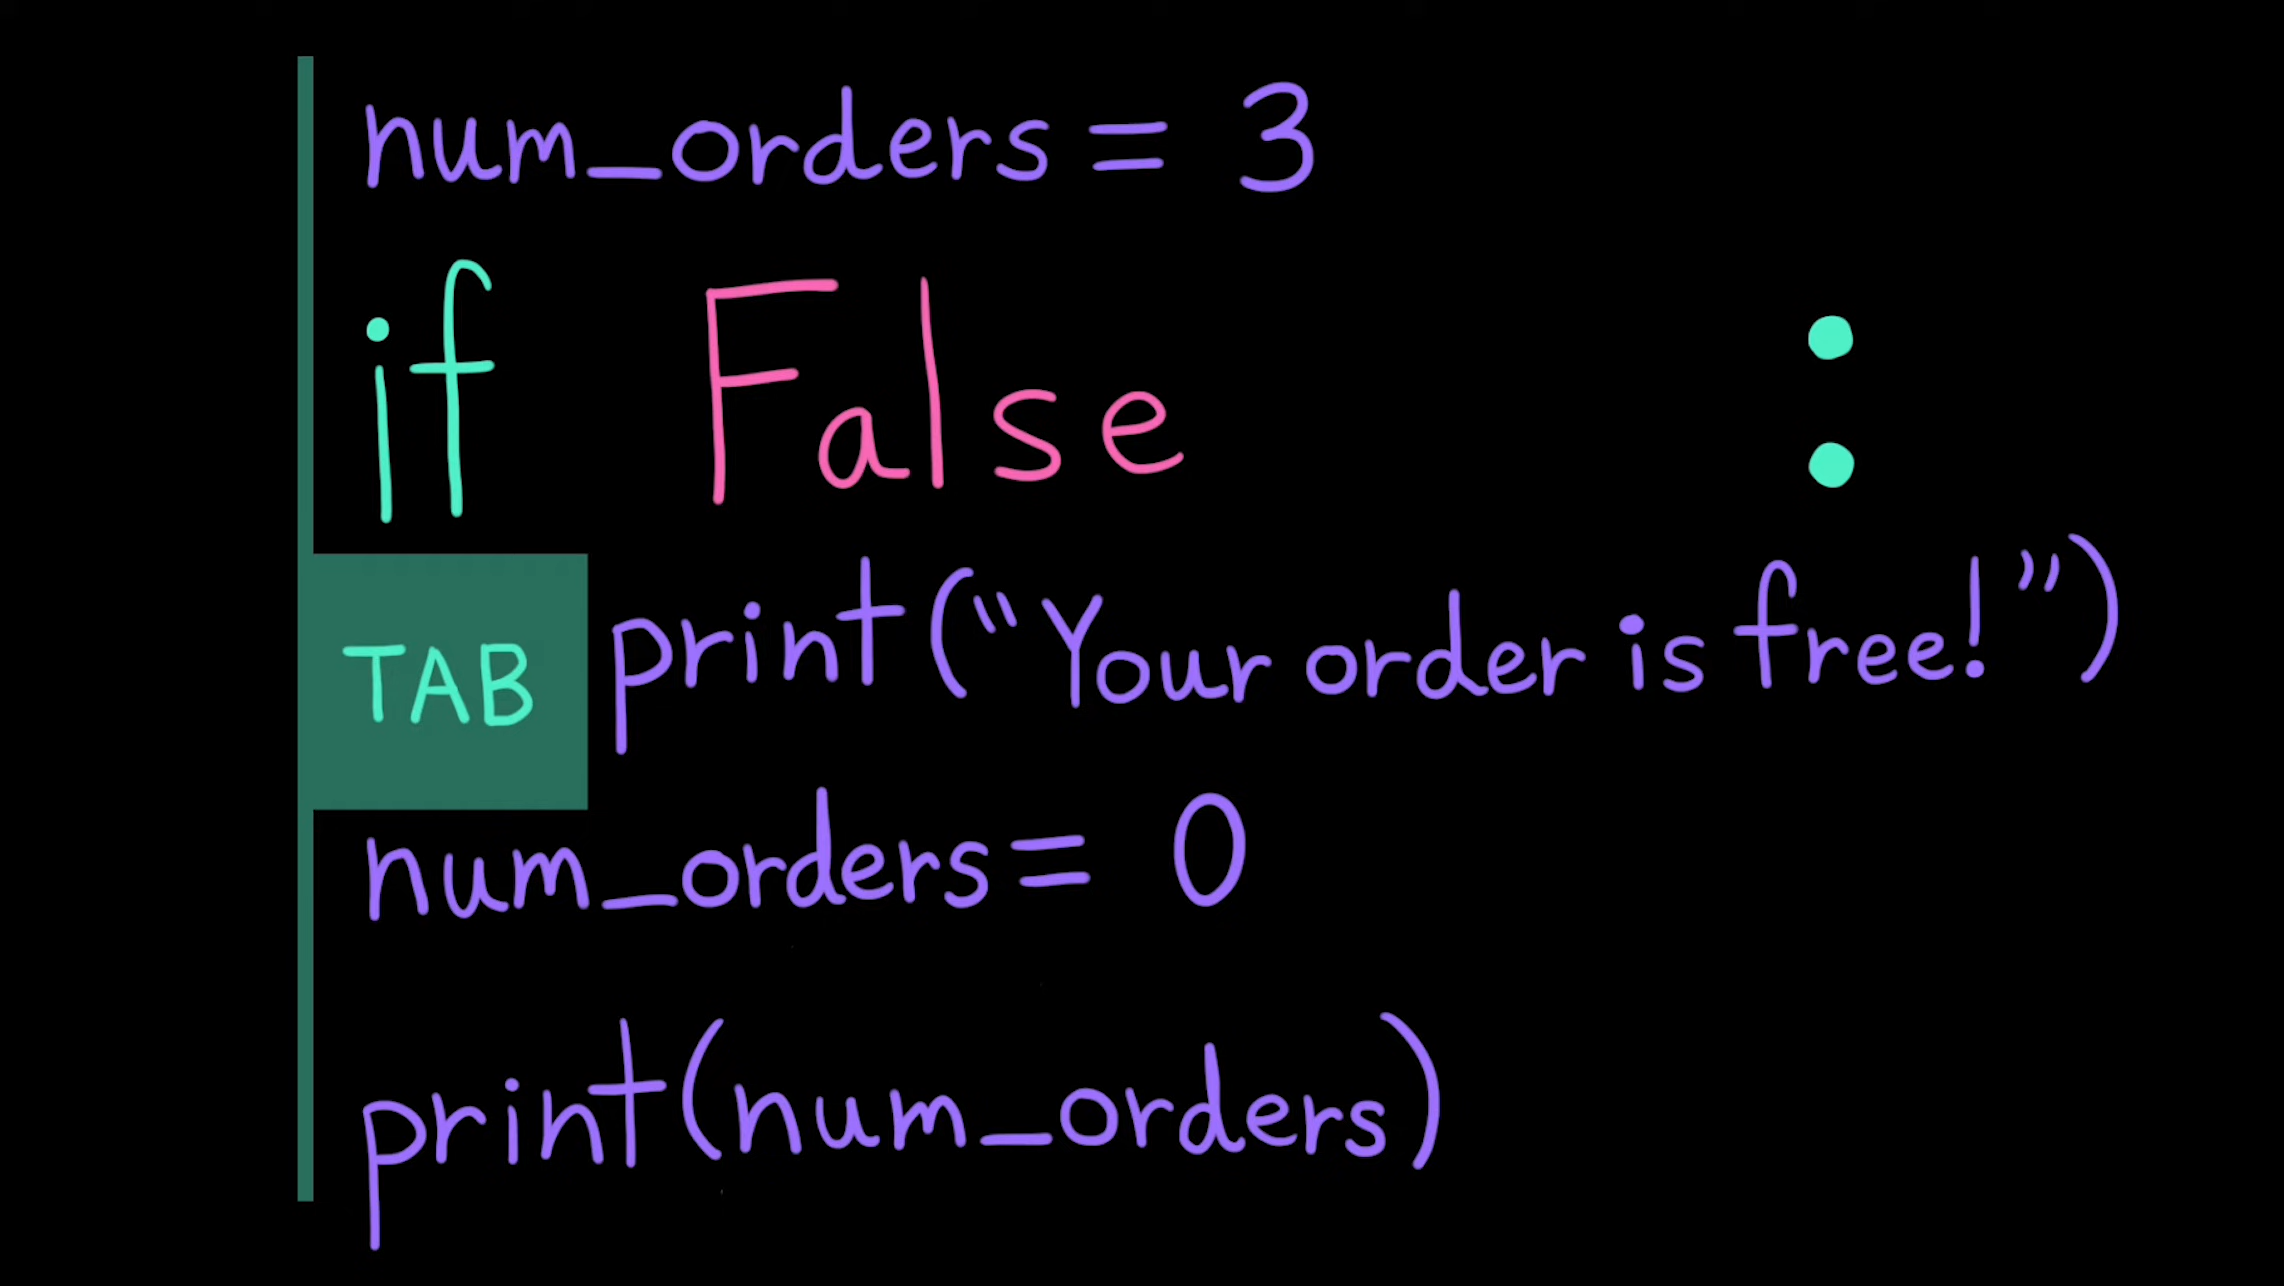 num_orders = 3
if False :
TAB print(“Your order is free!”)
num_orders = 0
print(num_orders)